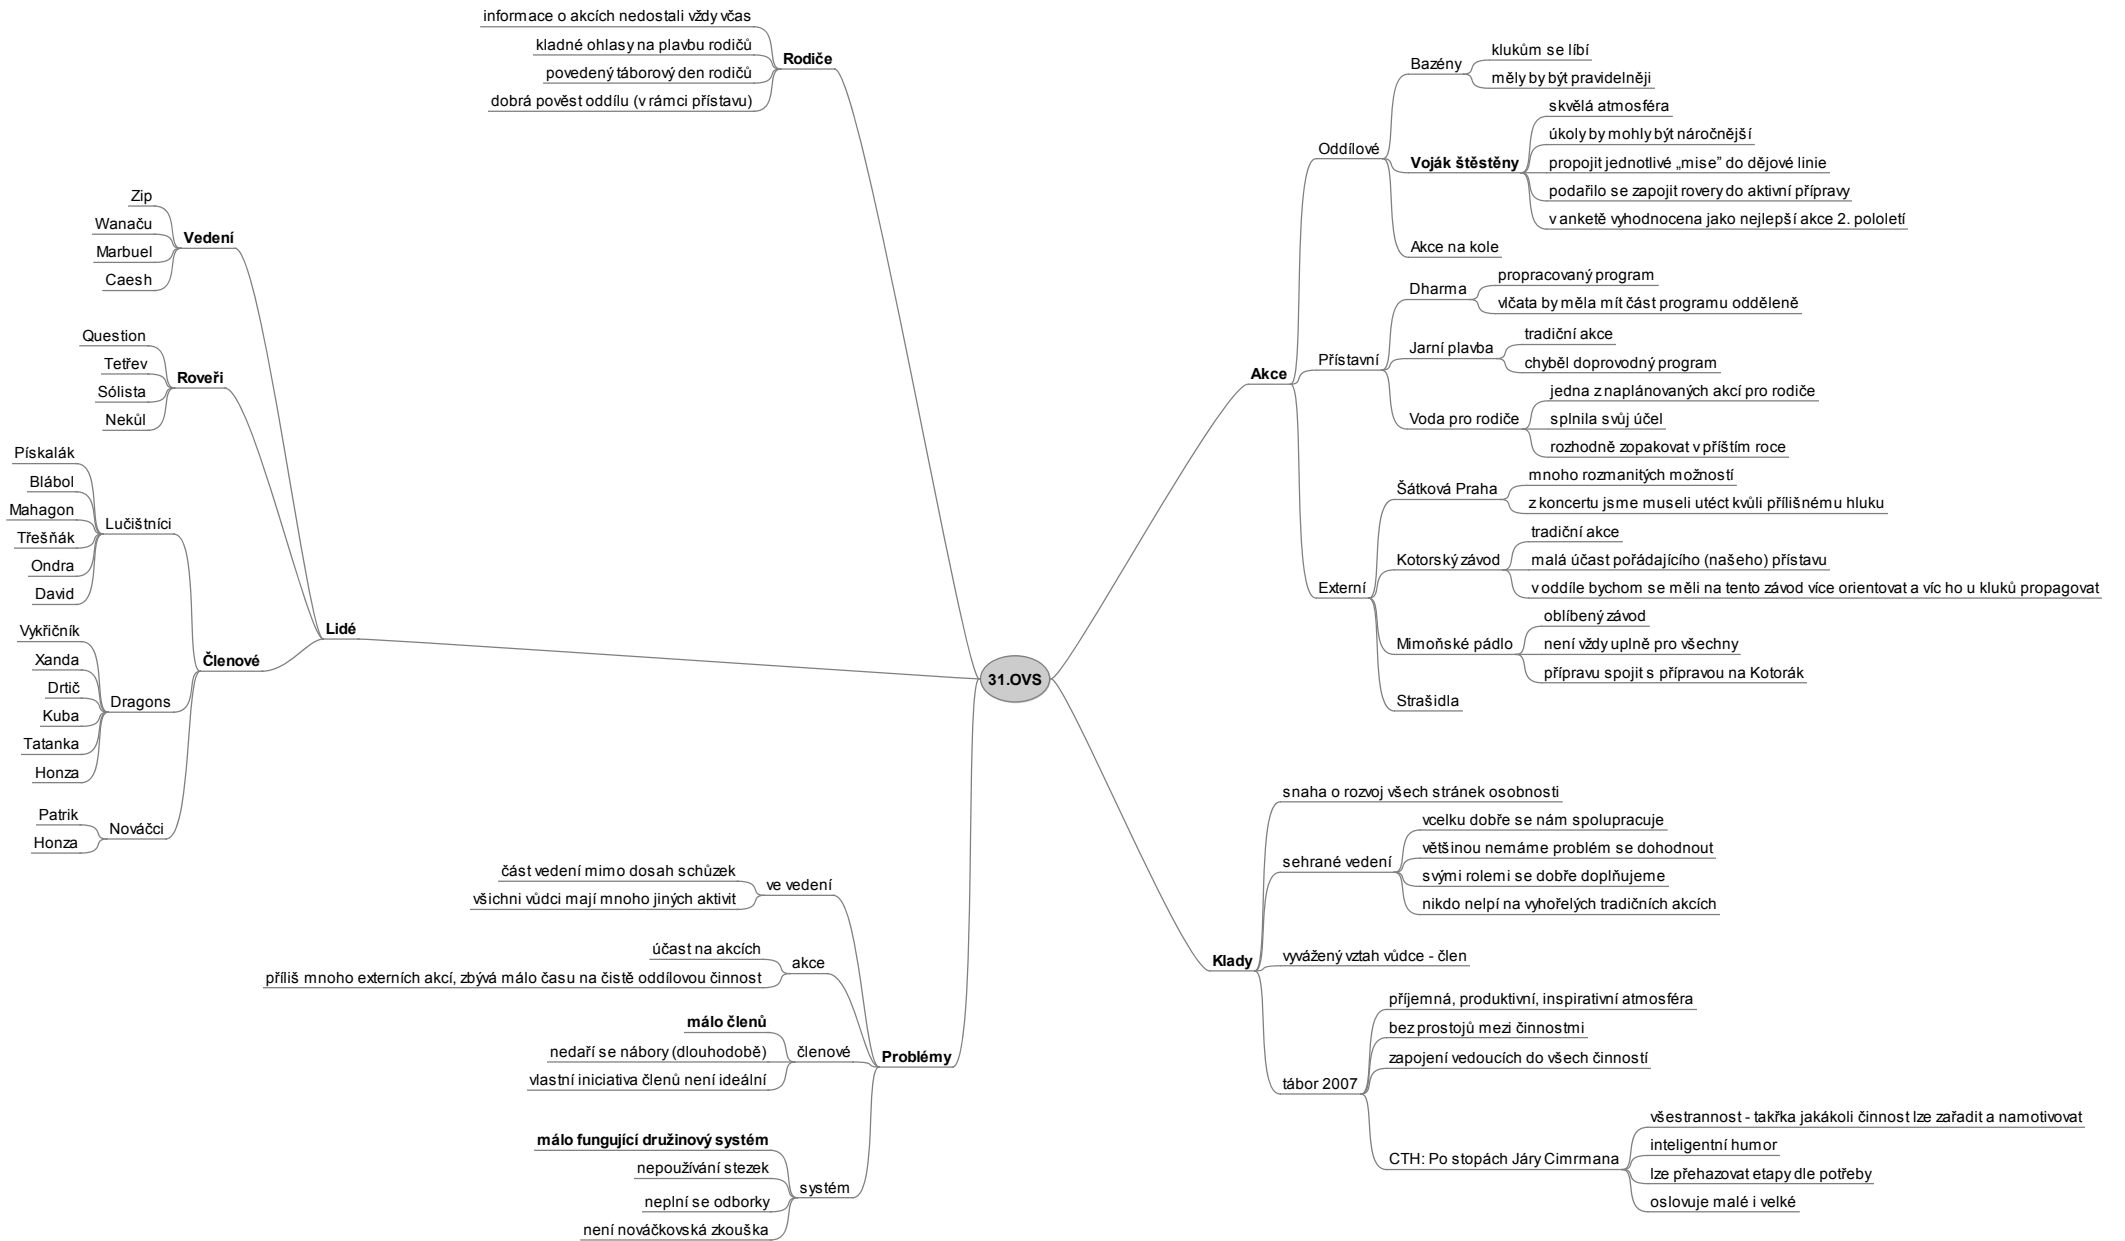 31.OVS
Rodiče
informace o akcích nedostali vždy včas
kladné ohlasy na plavbu rodičů
povedený táborový den rodičů
dobrá pověst oddílu (v rámci přístavu)
Lidé
Vedení
Zip
Wanaču
Marbuel
Caesh
Roveři
Question
Tetřev
Sólista
Nekůl
Členové
Lučištníci
Pískalák
Blábol
Mahagon
Třešňák
Ondra
David
Dragons
Vykřičník
Xanda
Drtič
Kuba
Tatanka
Honza
Nováčci
Patrik
Honza
Problémy
ve vedení
část vedení mimo dosah schůzek
všichni vůdci mají mnoho jiných aktivit
akce
účast na akcích
příliš mnoho externích akcí, zbývá málo času na čistě oddílovou činnost
členové
málo členů
nedaří se nábory (dlouhodobě)
vlastní iniciativa členů není ideální
systém
málo fungující družinový systém
nepoužívání stezek
neplní se odborky
není nováčkovská zkouška
Akce
Oddílové
Bazény
klukům se líbí
měly by být pravidelněji
Voják štěstěny
skvělá atmosféra
úkoly by mohly být náročnější
propojit jednotlivé „mise” do dějové linie
podařilo se zapojit rovery do aktivní přípravy
v anketě vyhodnocena jako nejlepší akce 2. pololetí
Akce na kole
Přístavní
Dharma
propracovaný program
vlčata by měla mít část programu odděleně
Jarní plavba
tradiční akce
chyběl doprovodný program
Voda pro rodiče
jedna z naplánovaných akcí pro rodiče
splnila svůj účel
rozhodně zopakovat v příštím roce
Externí
Šátková Praha
mnoho rozmanitých možností
z koncertu jsme museli utéct kvůli přílišnému hluku
Kotorský závod
tradiční akce
malá účast pořádajícího (našeho) přístavu
v oddíle bychom se měli na tento závod více orientovat a víc ho u kluků propagovat
Mimoňské pádlo
oblíbený závod
není vždy uplně pro všechny
přípravu spojit s přípravou na Kotorák
Strašidla
Klady
snaha o rozvoj všech stránek osobnosti
sehrané vedení
vcelku dobře se nám spolupracuje
většinou nemáme problém se dohodnout
svými rolemi se dobře doplňujeme
nikdo nelpí na vyhořelých tradičních akcích
vyvážený vztah vůdce - člen
tábor 2007
příjemná, produktivní, inspirativní atmosféra
bez prostojů mezi činnostmi
zapojení vedoucích do všech činností
CTH: Po stopách Járy Cimrmana
všestrannost - takřka jakákoli činnost lze zařadit a namotivovat
inteligentní humor
lze přehazovat etapy dle potřeby
oslovuje malé i velké